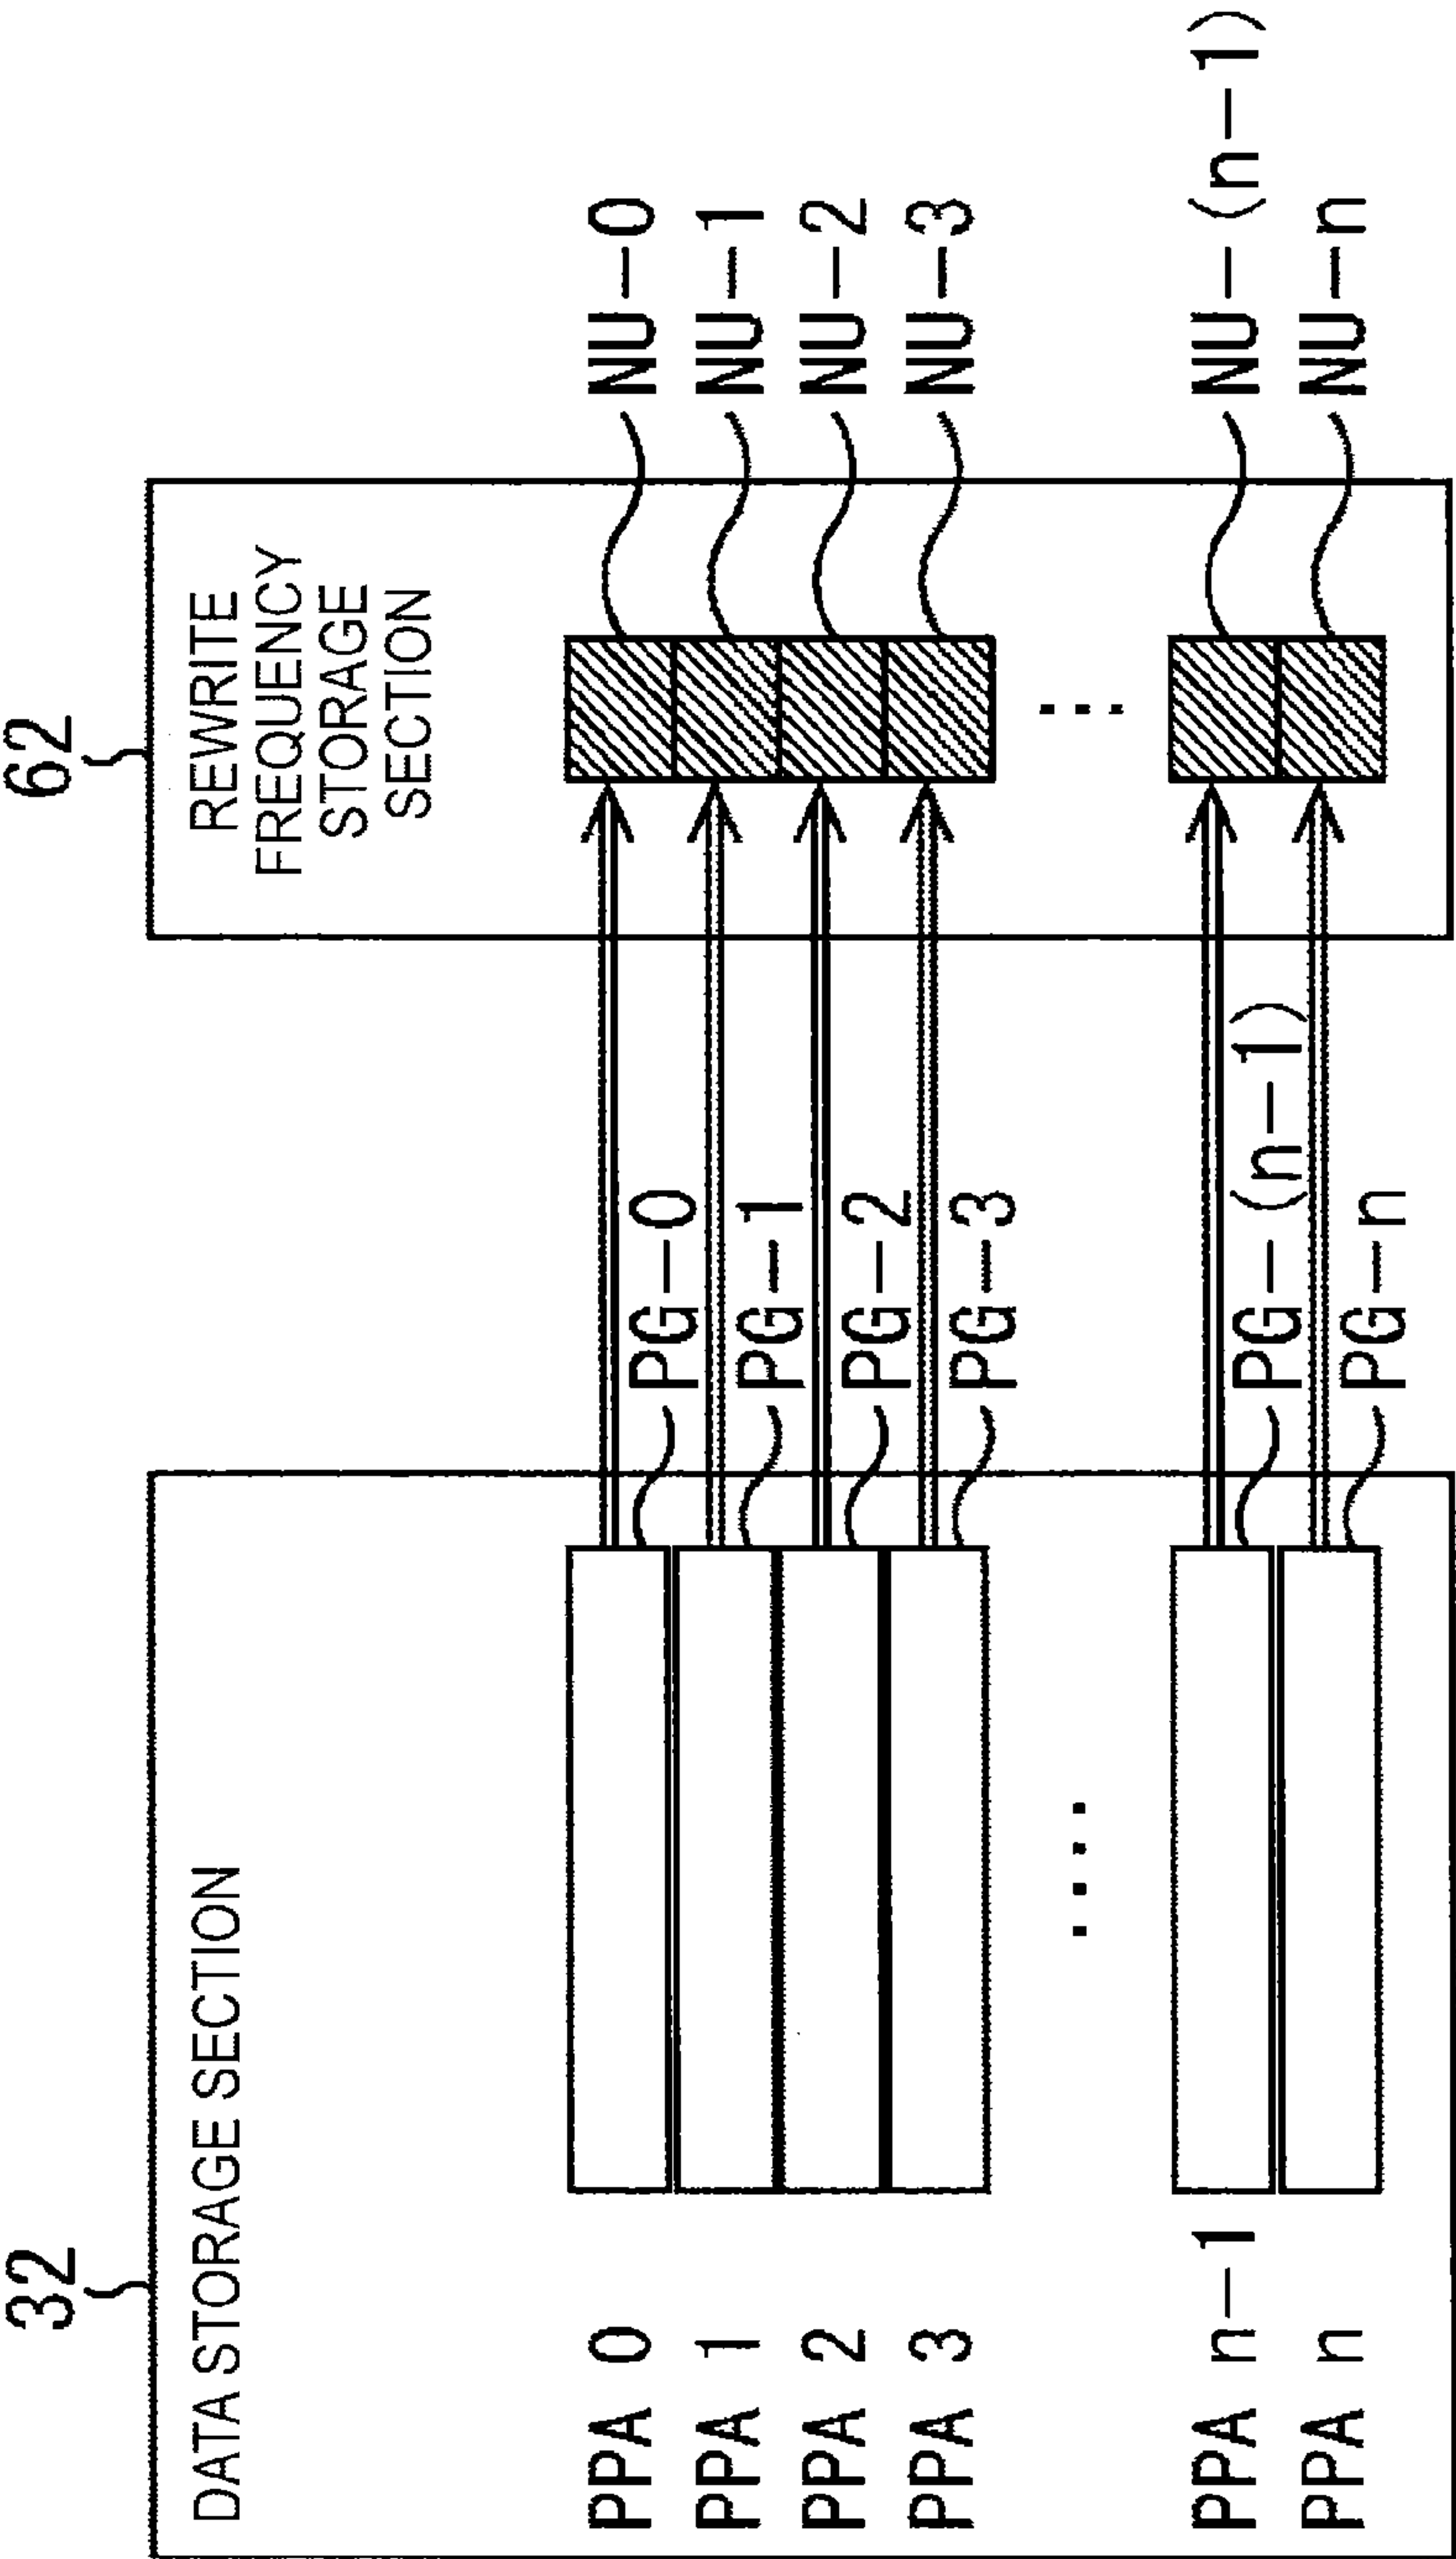 32
62
DATA STORAGE SECTION
REWRITE
FREQUENCY
STORAGE
SECTION
PPA 0
PG-0
NU-0
PPA 1
PG-1
NU-1
PPA 2
PG-2
NU-2
PPA 3
PG-3
NU-3
PPA n-1
PG-(n-1)
NU-(n-1)
PPA n
PG-n
NU-n